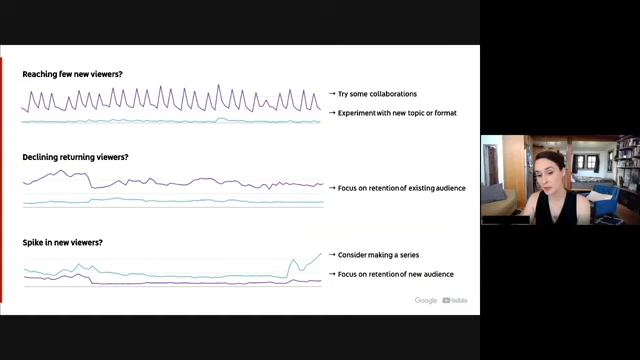 Reaching few new viewers?
→ Try some collaborations
→ Experiment with new topic or format
Declining returning viewers?
→ Focus on retention of existing audience
Spike in new viewers?
→ Consider making a series
→ Focus on retention of new audience
Google YouTube